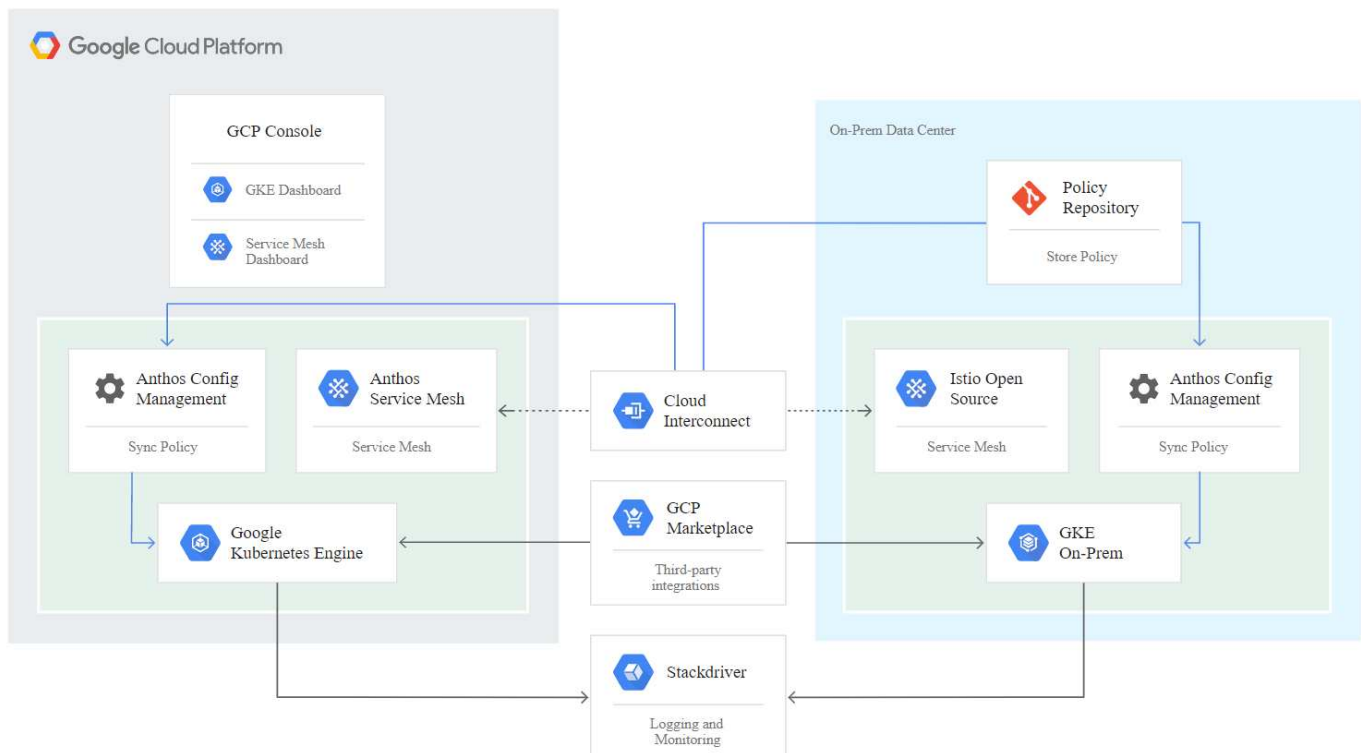 Google Cloud Platform
GCP Console
GKE Dashboard
Service Mesh
Dashboard
On-Prem Data Center
Policy
Repository
Store Policy
Anthos Config
Management
Sync Policy
Anthos
Service Mesh
Service Mesh
Cloud
Interconnect
Istio Open
Source
Service Mesh
Anthos Config
Management
Sync Policy
Google
Kubernetes Engine
GCP
Marketplace
Third-party
integrations
GKE
On-Prem
Stackdriver
Logging and
Monitoring